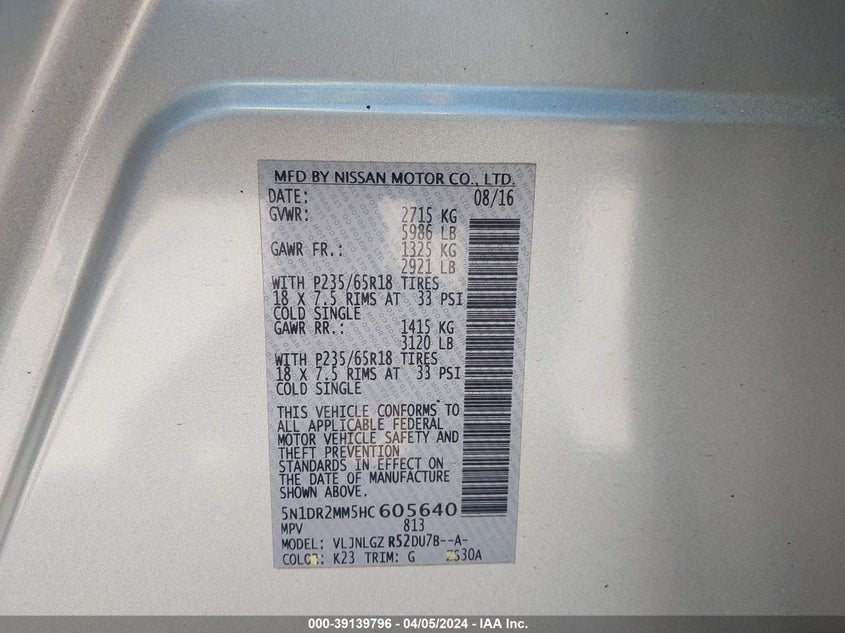 MFD BY NISSAN MOTOR CO., LTD.
DATE: 08/16
GVWR: 2715 KG
5986 LB
GAWR FR.: 1325 KG
2921 LB
WITH P235/65R18 TIRES
18 X 7.5 RIMS AT 33 PSI
COLD SINGLE
GAWR RR.: 1415 KG
3120 LB
WITH P235/65R18 TIRES
18 X 7.5 RIMS AT 33 PSI
COLD SINGLE
THIS VEHICLE CONFORMS TO
ALL APPLICABLE FEDERAL
MOTOR VEHICLE SAFETY AND
THEFT PREVENTION
STANDARDS IN EFFECT ON
THE DATE OF MANUFACTURE
SHOWN ABOVE.
5N1DR2MM5HC605640
MPV 813
MODEL: VLJNLGZ R52DU7B--A-
COLOR: K23 TRIM: G ZS30A
000-39139796 - 04/05/2024 - IAA Inc.